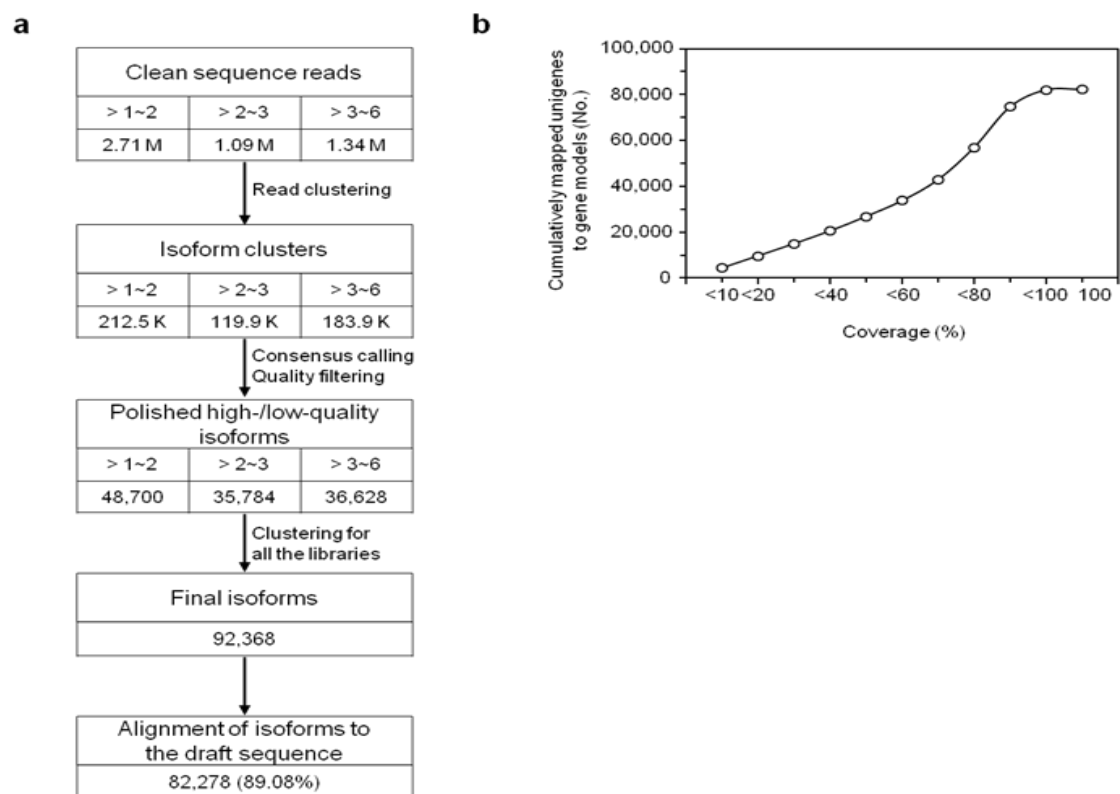 a
Clean sequence reads
> 1~2 > 2~3 > 3~6
2.71 M 1.09 M 1.34 M
Read clustering
Isoform clusters
> 1~2 > 2~3 > 3~6
212.5 K 119.9 K 183.9 K
Consensus calling
Quality filtering
Polished high-/low-quality
isoforms
> 1~2 > 2~3 > 3~6
48,700 35,784 36,628
Clustering for
all the libraries
Final isoforms
92,368
Alignment of isoforms to
the draft sequence
82,278 (89.08%)
b
Cumulatively mapped unigenes
to gene models (No.)
100,000
80,000
60,000
40,000
20,000
0
<10 <20 <40 <60 <80 <100 100
Coverage (%)